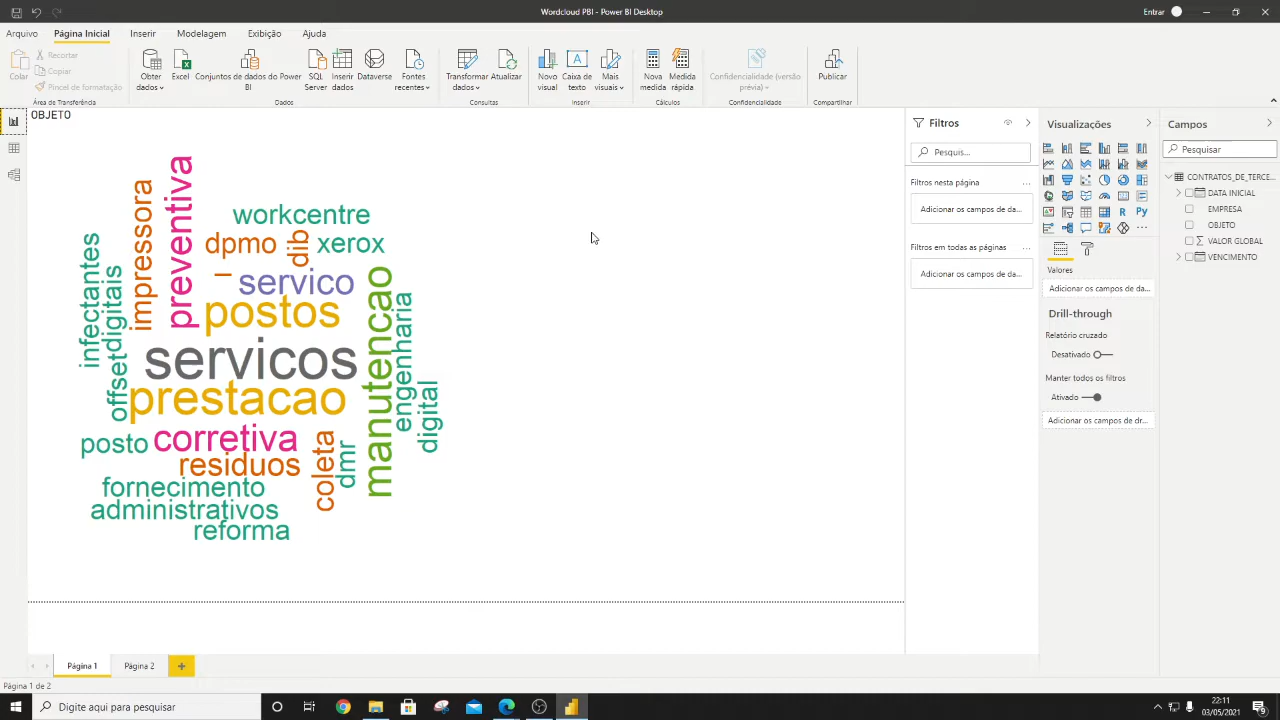 Wordcloud PBI - Power BI Desktop
Entrar
Arquivo
Página Inicial
Inserir
Modelagem
Exibição
Ajuda
Colar
Recortar
Copiar
Pincel de formatação
Área de Transferência
Obter dados
Excel
Conjuntos de dados do Power BI
SQL Server
Inserir dados
Dataverse
Fontes recentes
Dados
Transformar dados
Atualizar
Consultas
Novo visual
Caixa de texto
Mais visuais
Inserir
Nova medida
Medida rápida
Cálculos
Confidencialidade (versão prévia)
Confidencialidade
Publicar
Compartilhar
OBJETO
workcentre
dpmo
dib
xerox
impressora
preventiva
infectantes
digitais
–
servico
postos
servicos
offset
prestacao
manutencao
engenharia
digital
posto
corretiva
residuos
coleta
dmr
fornecimento
administrativos
reforma
Filtros
Pesquis...
Filtros nesta página
...
Adicionar os campos de da...
Filtros em todas as páginas
...
Adicionar os campos de da...
Visualizações
R
Py
...
Valores
Adicionar os campos de da...
Drill-through
Relatório cruzado
Desativado
Manter todos os filtros
Ativado
Adicionar os campos de dr...
Campos
Pesquisar
CONTRATOS_DE_TERCE...
DATA INICIAL
EMPRESA
OBJETO
Σ VALOR GLOBAL
VENCIMENTO
Página 1
Página 2
+
Página 1 de 2
Digite aqui para pesquisar
22:11
03/05/2021